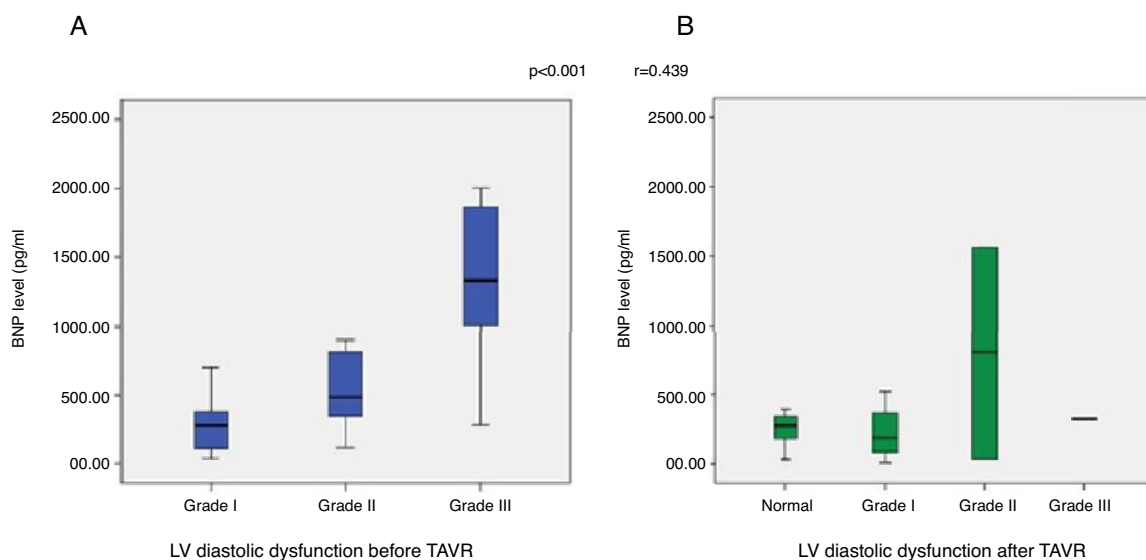 A
B
p<0.001
r=0.439
2500.00
2000.00
1500.00
1000.00
500.00
00.00
BNP level (pg/ml)
Grade I
Grade II
Grade III
LV diastolic dysfunction before TAVR
2500.00
2000.00
1500.00
1000.00
500.00
00.00
BNP level (pg/ml)
Normal
Grade I
Grade II
Grade III
LV diastolic dysfunction after TAVR